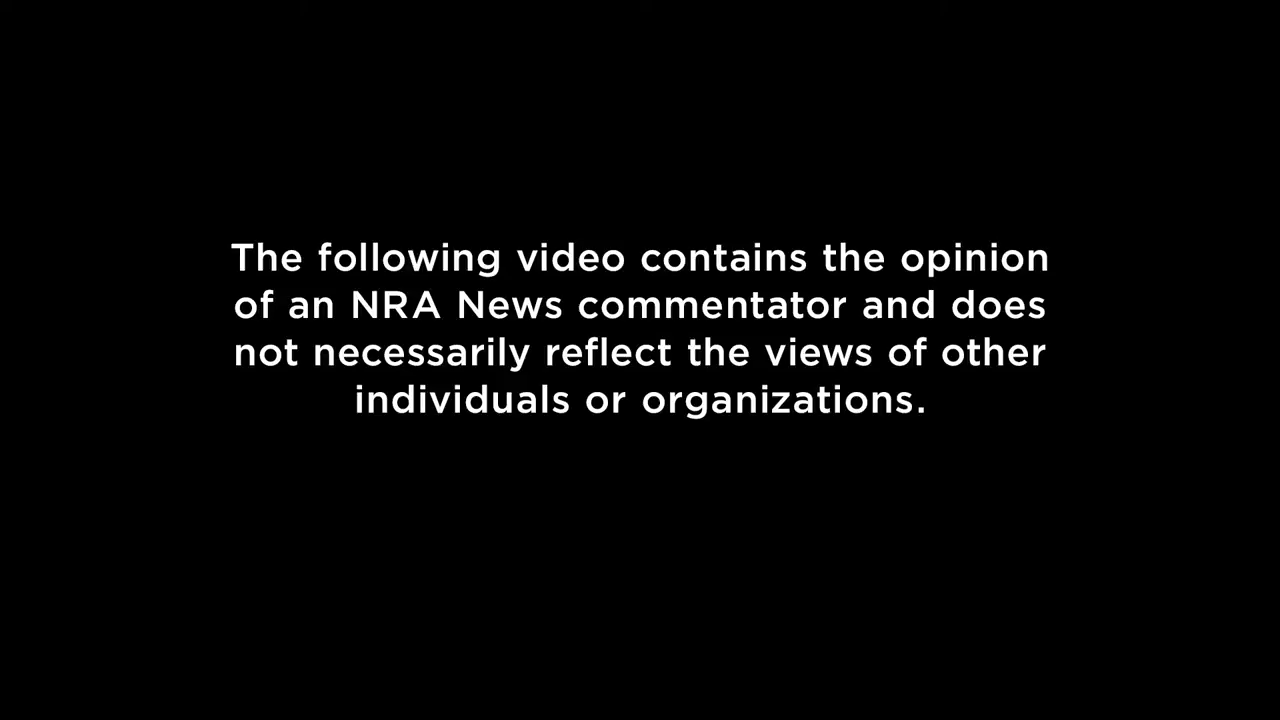 The following video contains the opinion
of an NRA News commentator and does
not necessarily reflect the views of other
individuals or organizations.